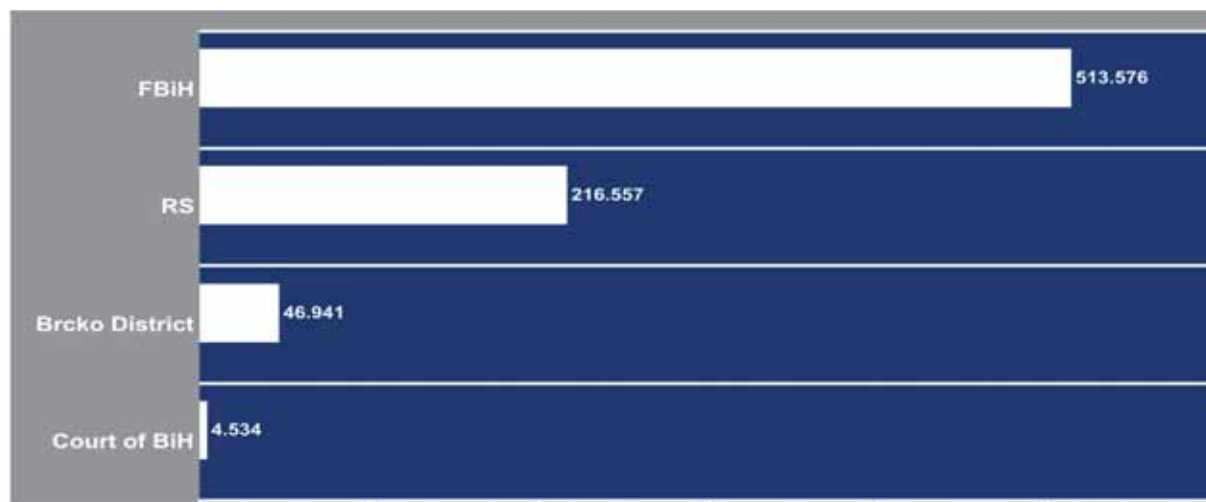 FBiH
513.576
RS
216.557
Brcko District
46.941
Court of BiH
4.534